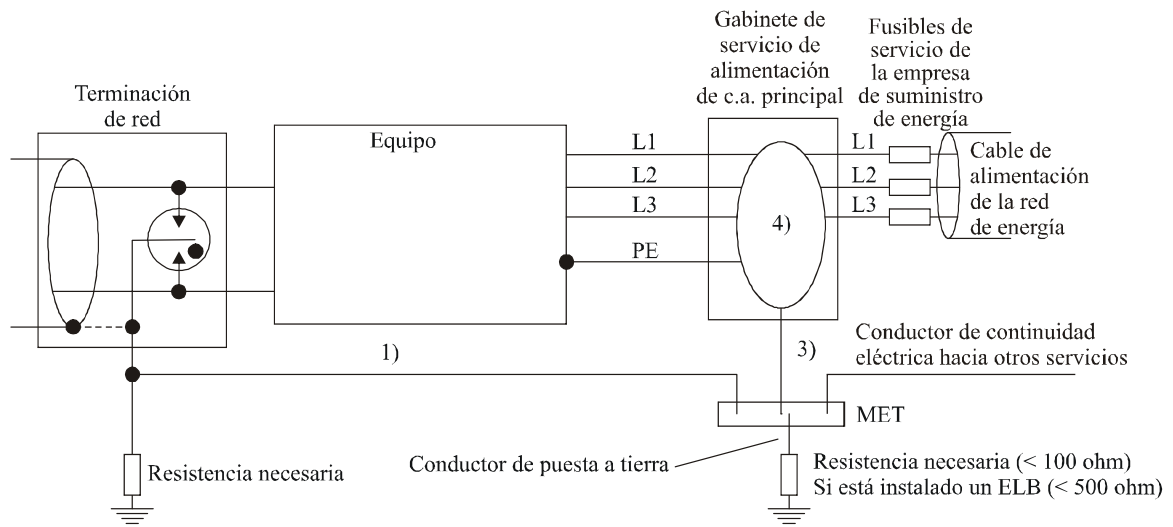 Gabinete de
servicio de
alimentación
de c.a. principal
Fusibles de
servicio de
la empresa
de suministro
de energía
Terminación
de red
Equipo
L1
L2
L3
PE
4)
L1
L2
L3
Cable de
alimentación
de la red
de energía
1)
3)
Conductor de continuidad
eléctrica hacia otros servicios
MET
Conductor de puesta a tierra
Resistencia necesaria
Resistencia necesaria (< 100 ohm)
Si está instalado un ELB (< 500 ohm)